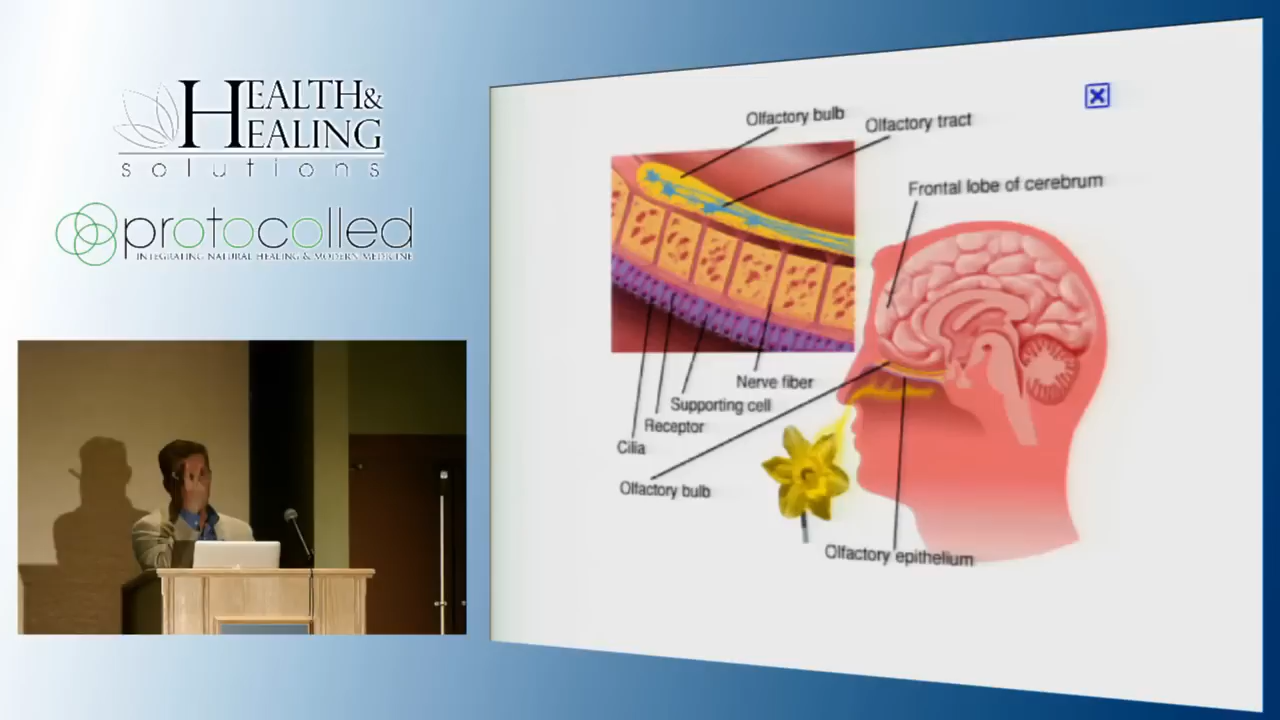 HEALTH&
HEALING
solutions
protocolled
INTEGRATING NATURAL HEALING & MODERN MEDICINE
Olfactory bulb
Olfactory tract
Frontal lobe of cerebrum
Nerve fiber
Supporting cell
Receptor
Cilia
Olfactory bulb
Olfactory epithelium